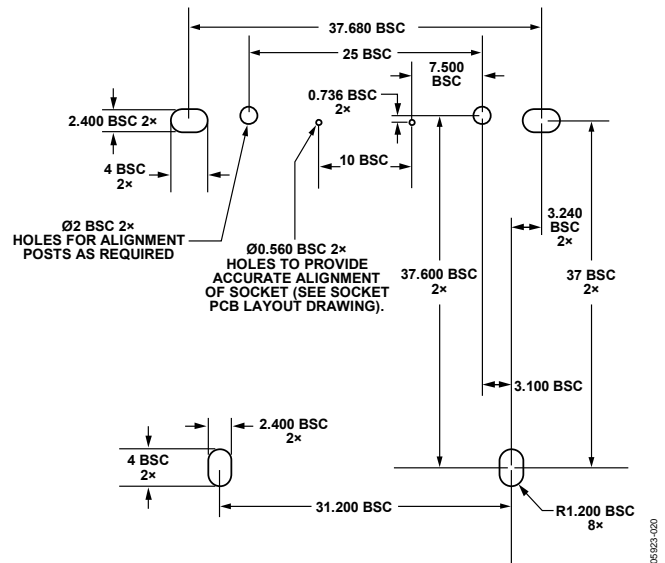 37.680 BSC
25 BSC
7.500
BSC
0.736 BSC
2×
2.400 BSC 2×
10 BSC
4 BSC
2×
3.240
BSC
2×
Ø2 BSC 2×
HOLES FOR ALIGNMENT
POSTS AS REQUIRED
Ø0.560 BSC 2×
HOLES TO PROVIDE
ACCURATE ALIGNMENT
OF SOCKET (SEE SOCKET
PCB LAYOUT DRAWING).
37.600 BSC
2×
37 BSC
2×
3.100 BSC
2.400 BSC
2×
4 BSC
2×
31.200 BSC
R1.200 BSC
8×
05923-020